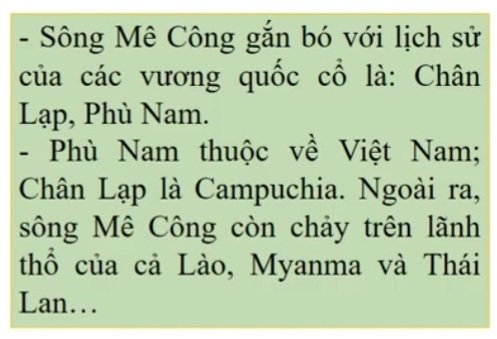 - Sông Mê Công gắn bó với lịch sử
của các vương quốc cổ là: Chân
Lạp, Phù Nam.
- Phù Nam thuộc về Việt Nam;
Chân Lạp là Campuchia. Ngoài ra,
sông Mê Công còn chảy trên lãnh
thổ của cả Lào, Myanma và Thái
Lan…